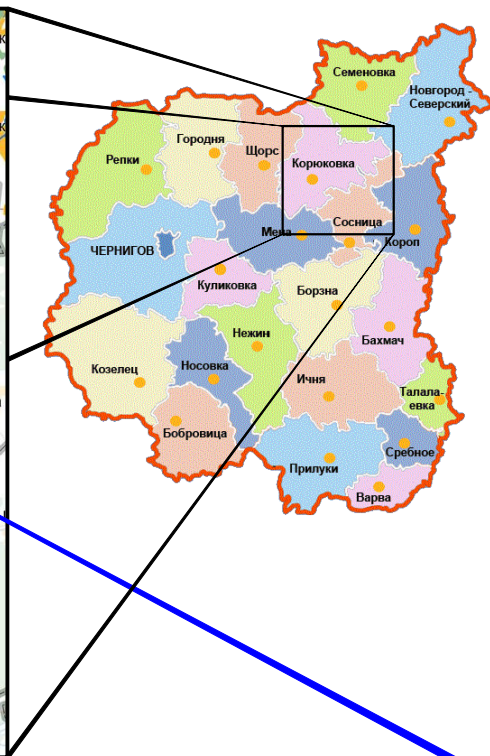 Семеновка
Новгород -
Северский
Городня
Репки
Щорс
Корюковка
Сосница
Мена
Короп
ЧЕРНИГОВ
Куликовка
Борзна
Нежин
Бахмач
Козелец
Носовка
Ичня
Талала-
евка
Бобровица
Сребное
Прилуки
Варва